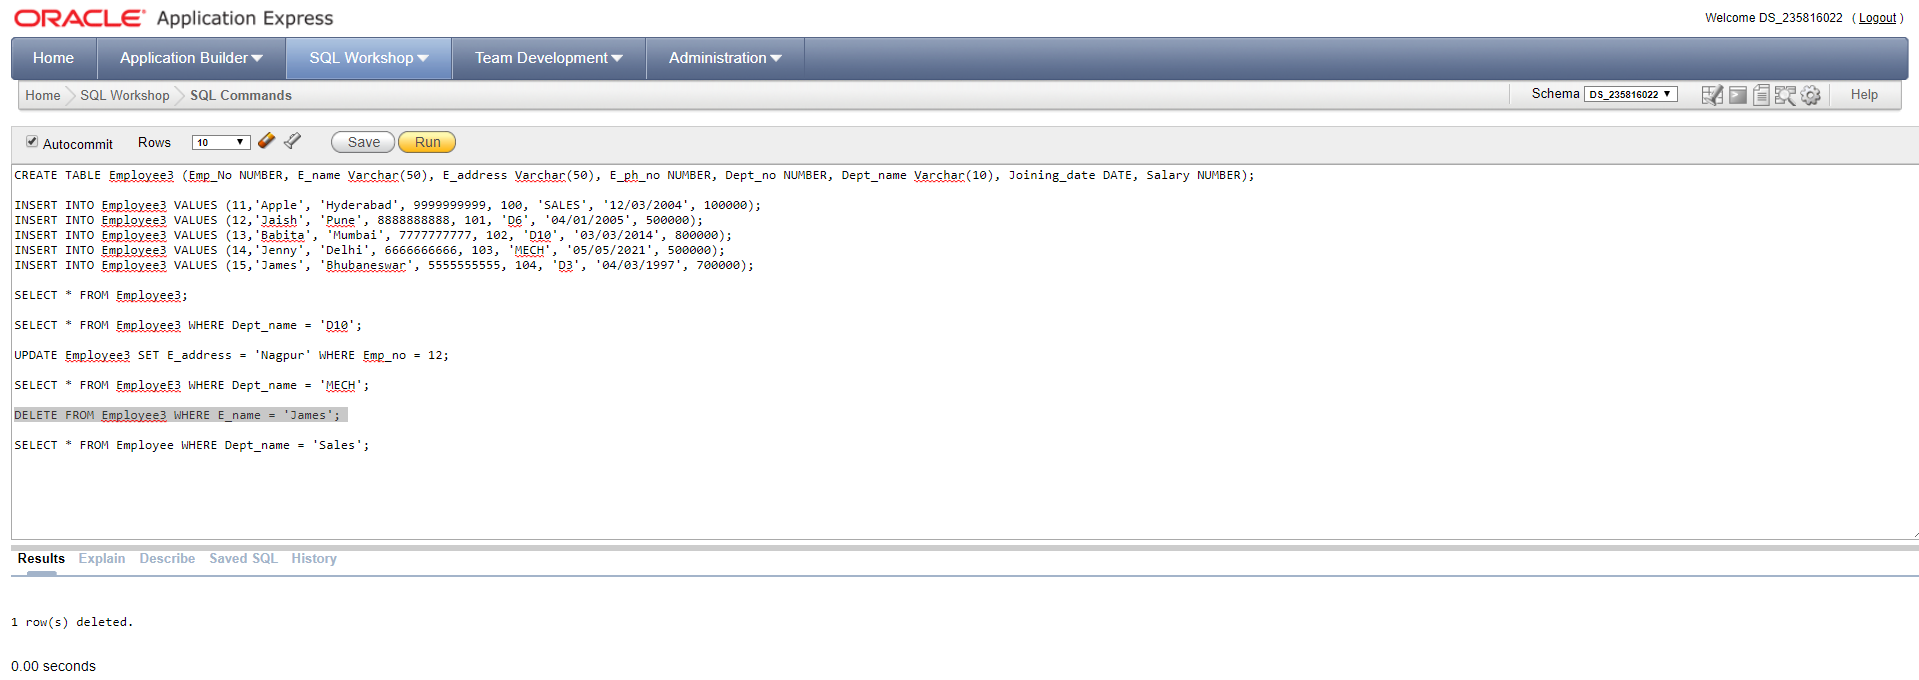 ORACLE Application Express
Welcome DS_235816022 ( Logout )
Home Application Builder SQL Workshop Team Development Administration
Home SQL Workshop SQL Commands Schema DS_235816022 Help
Autocommit Rows 10 Save Run
CREATE TABLE Employee3 (Emp_No NUMBER, E_name Varchar(50), E_address Varchar(50), E_ph_no NUMBER, Dept_no NUMBER, Dept_name Varchar(10), Joining_date DATE, Salary NUMBER);
INSERT INTO Employee3 VALUES (11,'Apple', 'Hyderabad', 9999999999, 100, 'SALES', '12/03/2004', 100000);
INSERT INTO Employee3 VALUES (12,'Jaish', 'Pune', 8888888888, 101, 'D6', '04/01/2005', 500000);
INSERT INTO Employee3 VALUES (13,'Babita', 'Mumbai', 7777777777, 102, 'D10', '03/03/2014', 800000);
INSERT INTO Employee3 VALUES (14,'Jenny', 'Delhi', 6666666666, 103, 'MECH', '05/05/2021', 500000);
INSERT INTO Employee3 VALUES (15,'James', 'Bhubaneswar', 5555555555, 104, 'D3', '04/03/1997', 700000);
SELECT * FROM Employee3;
SELECT * FROM Employee3 WHERE Dept_name = 'D10';
UPDATE Employee3 SET E_address = 'Nagpur' WHERE Emp_no = 12;
SELECT * FROM EmployeE3 WHERE Dept_name = 'MECH';
DELETE FROM Employee3 WHERE E_name = 'James';
SELECT * FROM Employee WHERE Dept_name = 'Sales';
Results Explain Describe Saved SQL History
1 row(s) deleted.
0.00 seconds